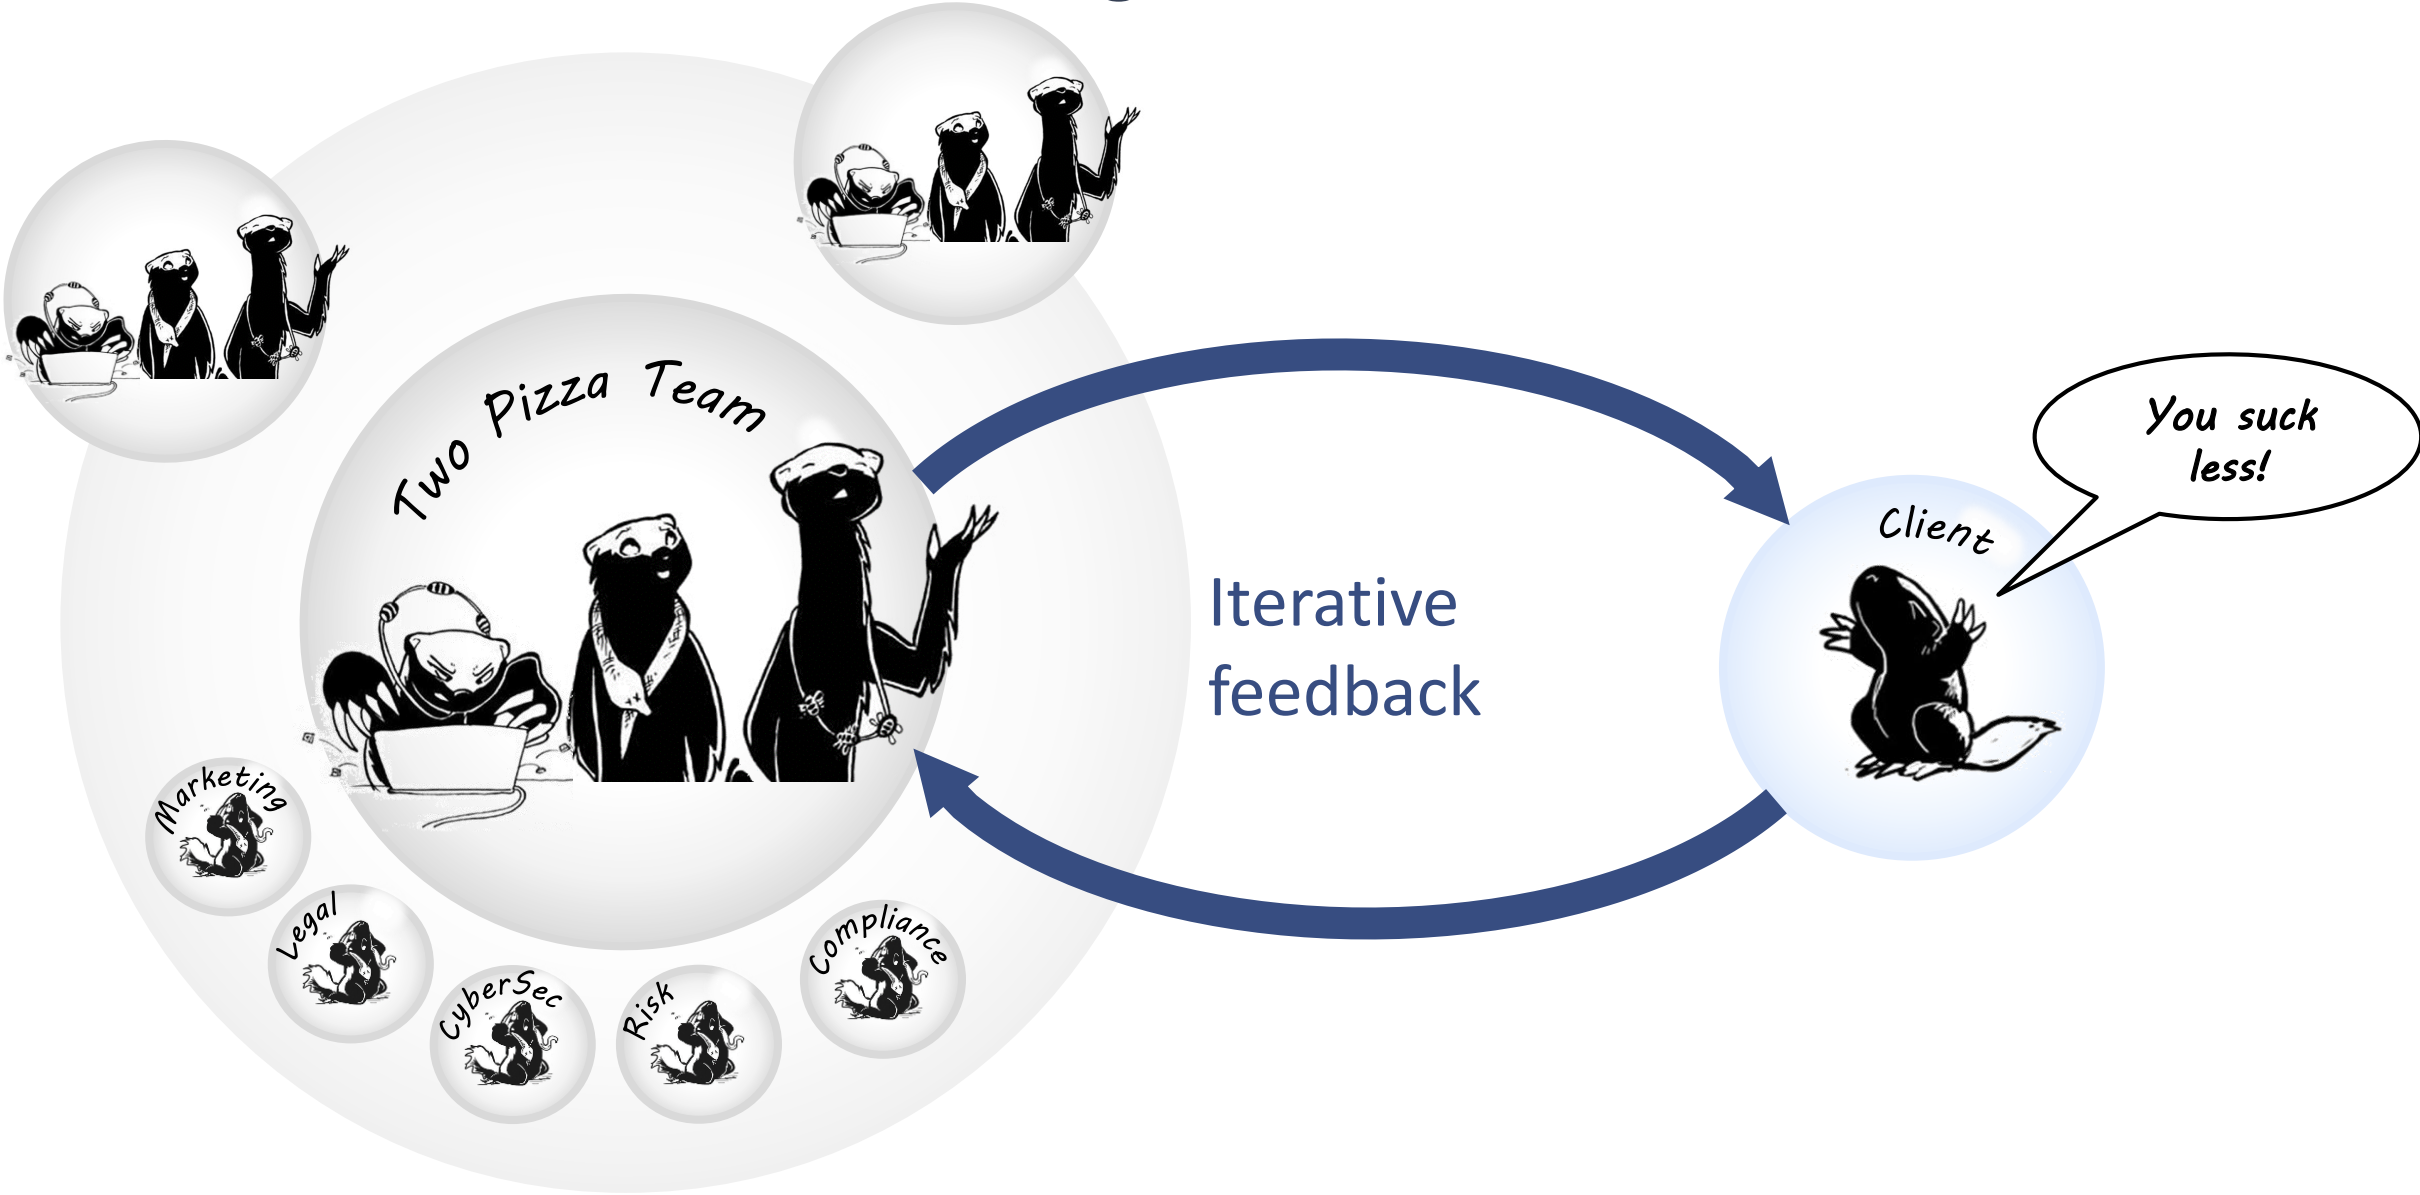 Two Pizza Team
You suck
less!
Client
Iterative
feedback
Marketing
Legal
CyberSec
Risk
Compliance